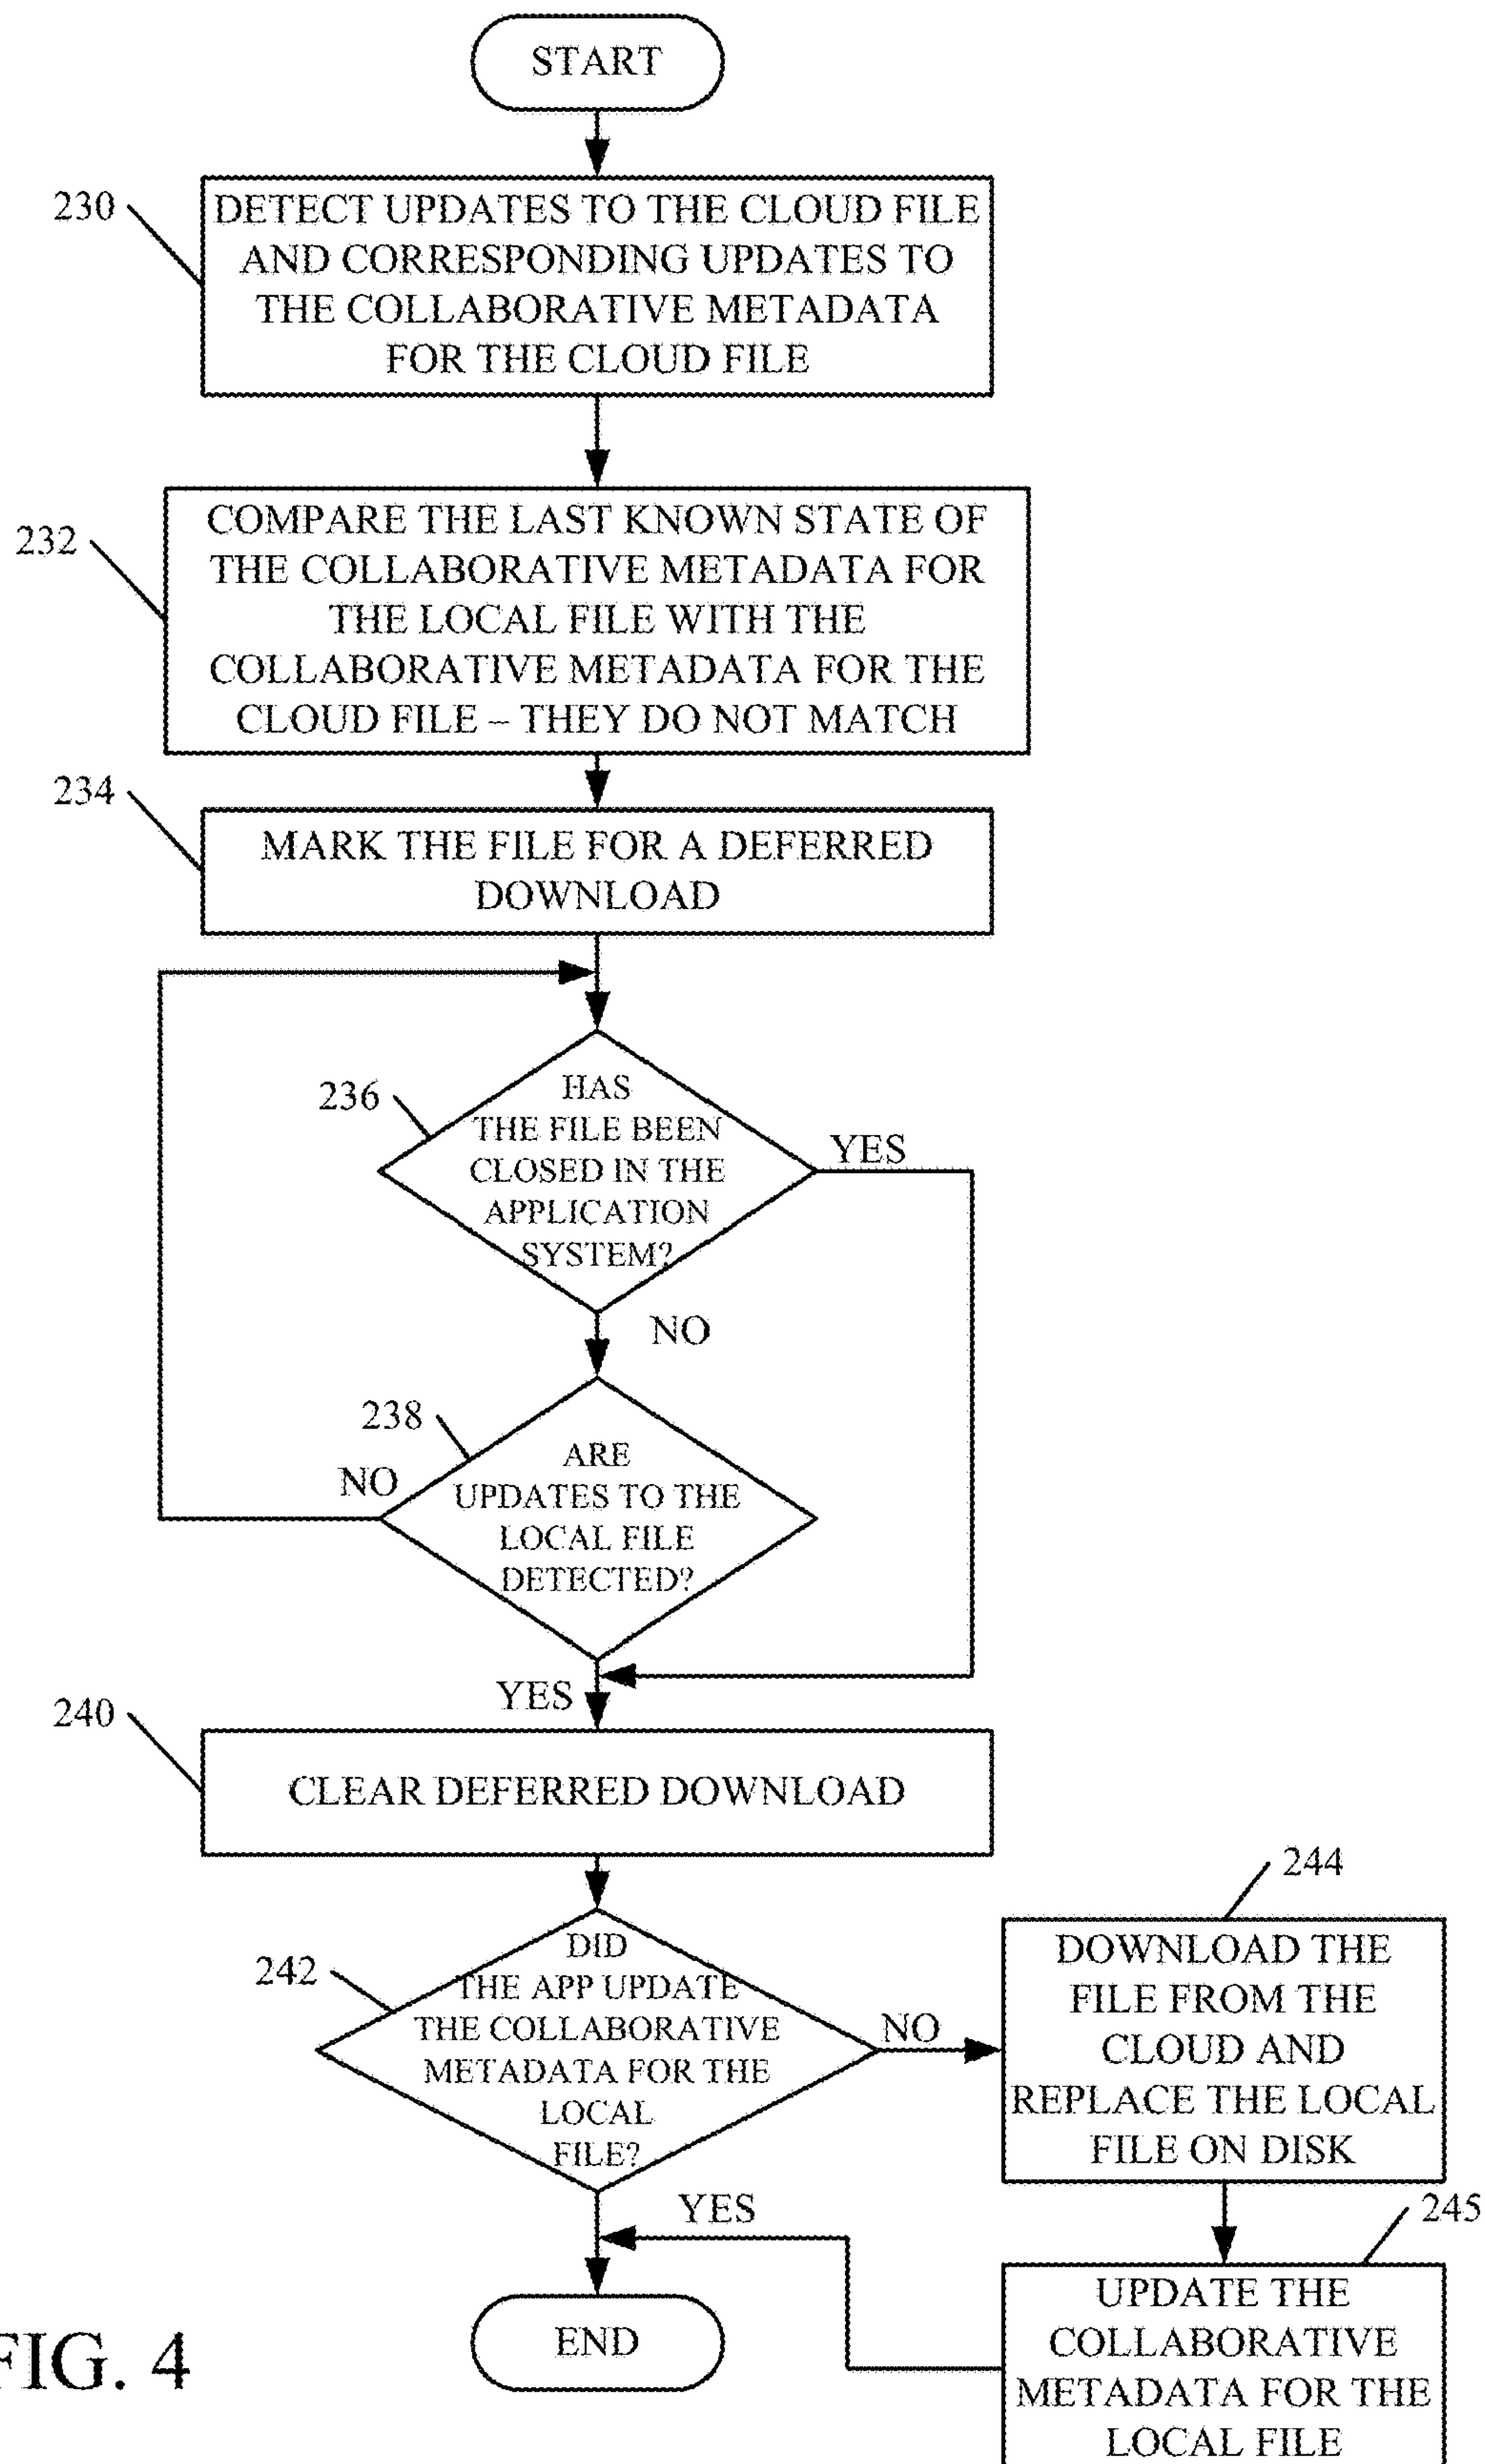 START
230
DETECT UPDATES TO THE CLOUD FILE
AND CORRESPONDING UPDATES TO
THE COLLABORATIVE METADATA
FOR THE CLOUD FILE
232
COMPARE THE LAST KNOWN STATE OF
THE COLLABORATIVE METADATA FOR
THE LOCAL FILE WITH THE
COLLABORATIVE METADATA FOR THE
CLOUD FILE – THEY DO NOT MATCH
234
MARK THE FILE FOR A DEFERRED
DOWNLOAD
236
HAS
THE FILE BEEN
CLOSED IN THE
APPLICATION
SYSTEM?
YES
NO
238
ARE
UPDATES TO THE
LOCAL FILE
DETECTED?
NO
YES
240
CLEAR DEFERRED DOWNLOAD
242
DID
THE APP UPDATE
THE COLLABORATIVE
METADATA FOR THE
LOCAL
FILE?
NO
244
DOWNLOAD THE
FILE FROM THE
CLOUD AND
REPLACE THE LOCAL
FILE ON DISK
YES
245
UPDATE THE
COLLABORATIVE
METADATA FOR THE
LOCAL FILE
END
FIG. 4